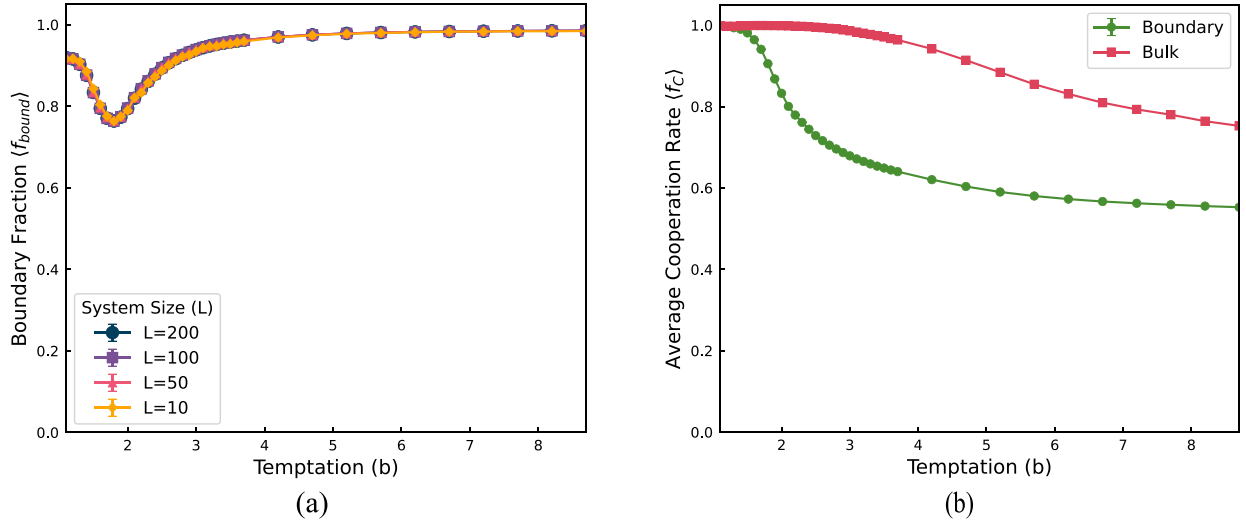 1.0
0.8
0.6
0.4
0.2
0.0
Boundary Fraction ⟨f_bound⟩
System Size (L)
L=200
L=100
L=50
L=10
2 3 4 5 6 7 8
Temptation (b)
(a)
1.0
0.8
0.6
0.4
0.2
0.0
Average Cooperation Rate ⟨f_C⟩
Boundary
Bulk
2 3 4 5 6 7 8
Temptation (b)
(b)